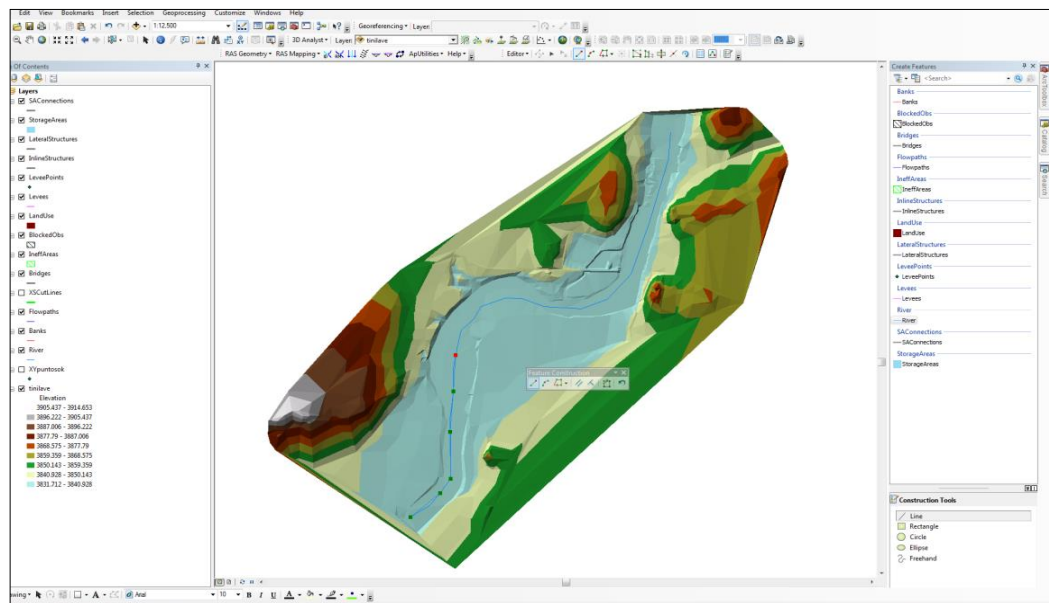 Edit View Bookmarks Insert Selection Geoprocessing Customize Windows Help
1:12,500 Georeferencing Layer:
3D Analyst Layer: tinilave
RAS Geometry RAS Mapping ApUtilities Help Editor
Of Contents
Layers
SAConnections
StorageAreas
LateralStructures
InlineStructures
LeveePoints
Levees
LandUse
BlockedObs
IneffAreas
Bridges
XSCutLines
Flowpaths
Banks
River
XYpuntosok
tinilave
Elevation
3905.437 - 3914.653
3896.222 - 3905.437
3887.006 - 3896.222
3877.79 - 3887.006
3868.575 - 3877.79
3859.359 - 3868.575
3850.143 - 3859.359
3840.928 - 3850.143
3831.712 - 3840.928
Feature Construction
Create Features
<Search>
Banks
Banks
BlockedObs
BlockedObs
Bridges
Bridges
Flowpaths
Flowpaths
IneffAreas
IneffAreas
InlineStructures
InlineStructures
LandUse
LandUse
LateralStructures
LateralStructures
LeveePoints
LeveePoints
Levees
Levees
River
River
SAConnections
SAConnections
StorageAreas
StorageAreas
Construction Tools
Line
Rectangle
Circle
Ellipse
Freehand
ArcToolbox
Catalog
Search
Arial 10 B I U A